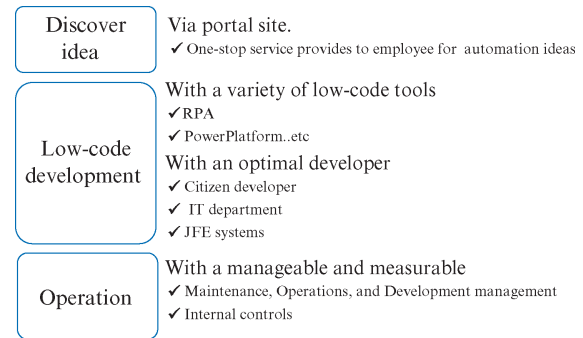 Discover
idea
Via portal site.
✓ One-stop service provides to employee for automation ideas
Low-code
development
With a variety of low-code tools
✓RPA
✓ PowerPlatform..etc
With an optimal developer
✓ Citizen developer
✓ IT department
✓ JFE systems
Operation
With a manageable and measurable
✓ Maintenance, Operations, and Development management
✓ Internal controls